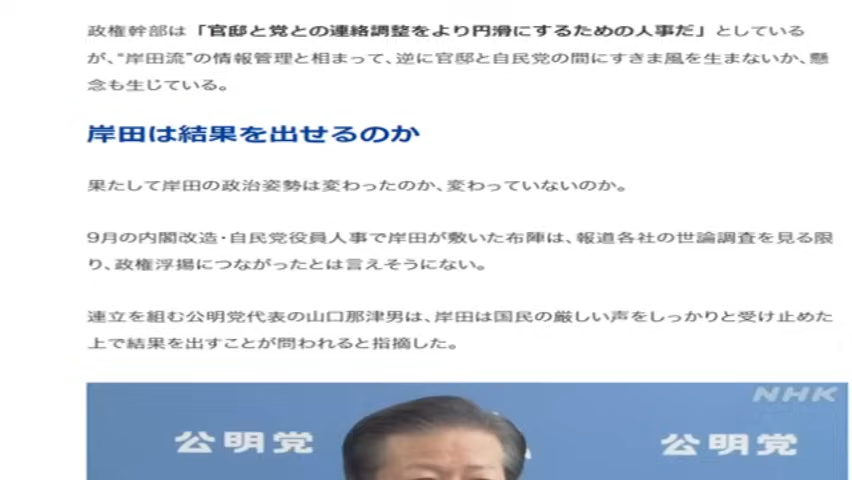 政権幹部は「官邸と党との連絡調整をより円滑にするための人事だ」としている
が、“岸田流”の情報管理と相まって、逆に官邸と自民党の間にすきま風を生まないか、懸
念も生じている。
岸田は結果を出せるのか
果たして岸田の政治姿勢は変わったのか、変わっていないのか。
9月の内閣改造・自民党役員人事で岸田が敷いた布陣は、報道各社の世論調査を見る限
り、政権浮揚につながったとは言えそうにない。
連立を組む公明党代表の山口那津男は、岸田は国民の厳しい声をしっかりと受け止めた
上で結果を出すことが問われると指摘した。
NHK
公明党
公明党